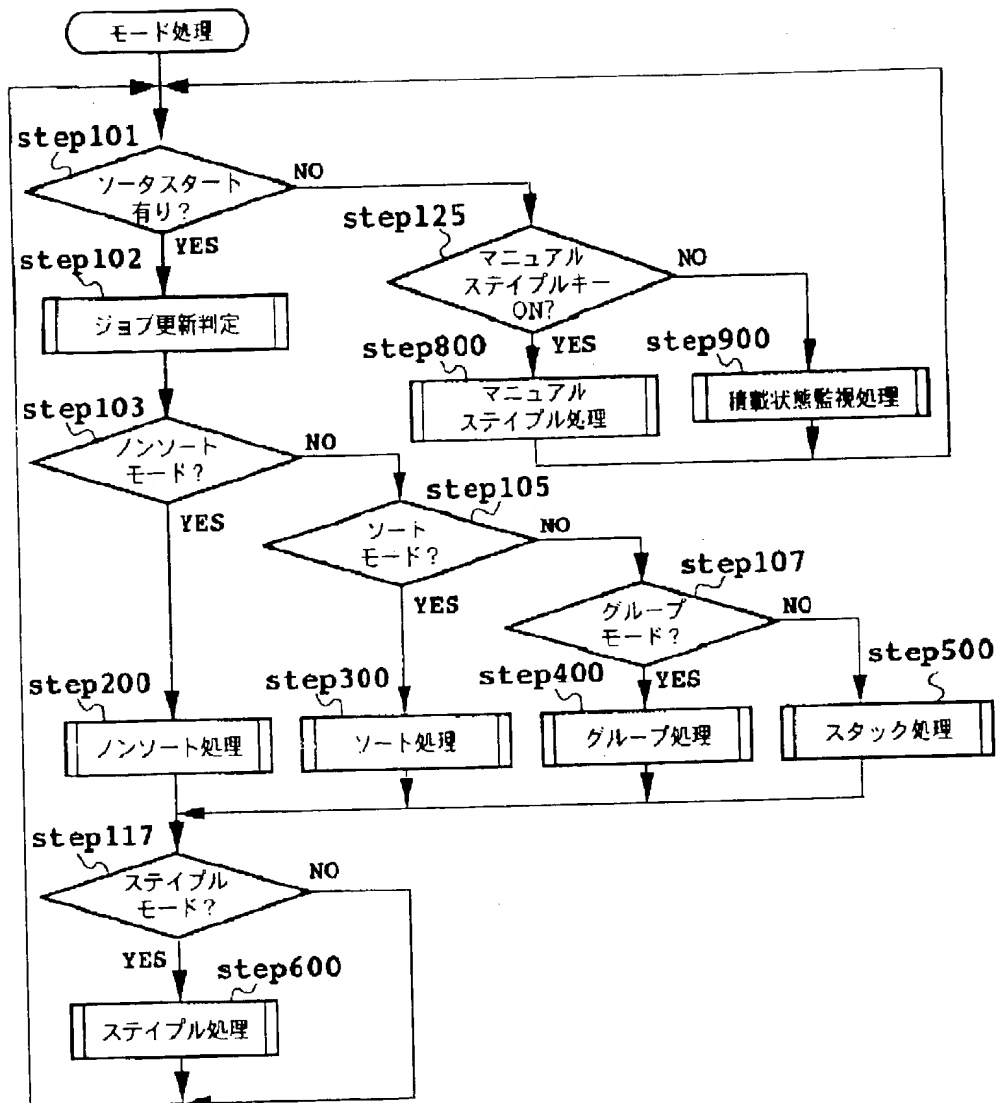 モード処理
step101
ソータスタート
有り?
NO
YES
step125
マニュアル
ステイプルキー
ON?
NO
YES
step102
ジョブ更新判定
step800
マニュアル
ステイプル処理
step900
積載状態監視処理
step103
ノンソート
モード?
NO
YES
step105
ソート
モード?
NO
YES
step107
グループ
モード?
NO
YES
step200
ノンソート処理
step300
ソート処理
step400
グループ処理
step500
スタック処理
step117
ステイプル
モード?
NO
YES
step600
ステイプル処理